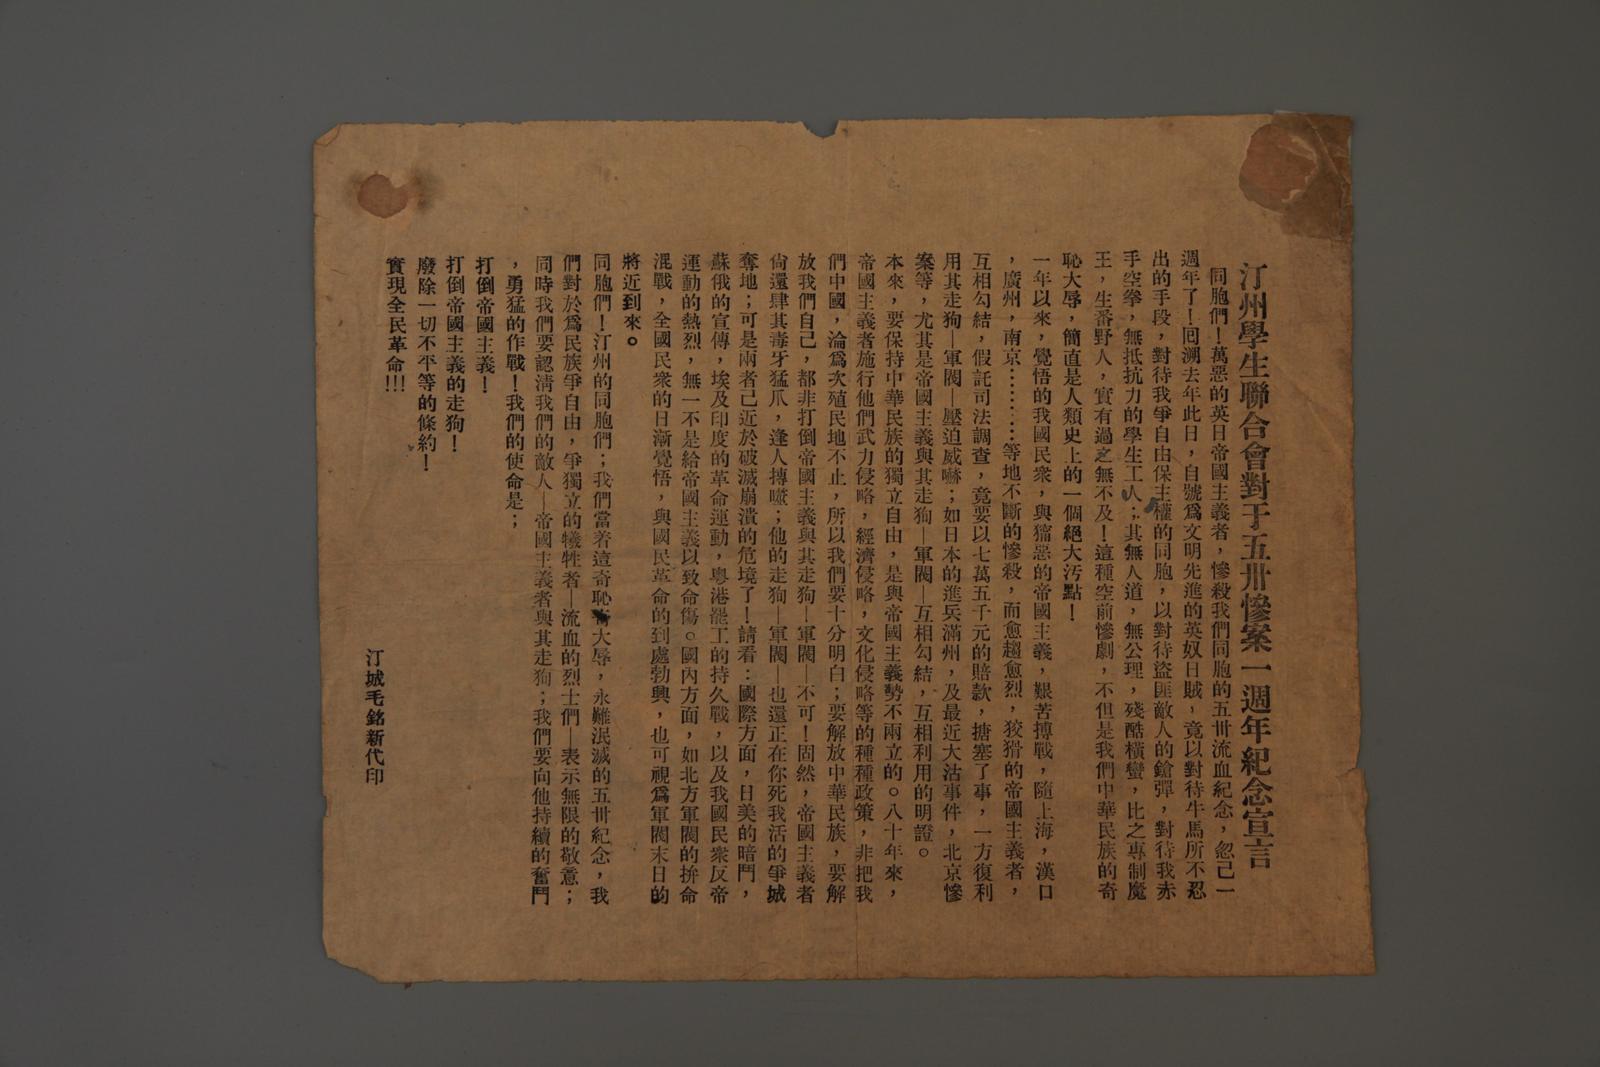 汀州學生聯合會對于五卅慘案一週年紀念宣言
同胞們！萬惡的英日帝國主義者，慘殺我們同胞的五卅流血紀念，忽己一
週年了！囘溯去年此日，自號爲文明先進的英奴日賊，竟以對待牛馬所不忍
出的手段，對待我爭自由保主權的同胞，以對待盜匪敵人的鎗彈，對待我赤
手空拳，無抵抗力的學生工人；其無人道，無公理，殘酷橫蠻，比之專制魔
王，生番野人，實有過之無不及！這種空前慘劇，不但是我們中華民族的奇
恥大辱，簡直是人類史上的一個絕大污點！
一年以來，覺悟的我國民衆，與獰惡的帝國主義，艱苦搏戰，隨上海，漢口
，廣州，南京………等地不斷的慘殺，而愈趨愈烈，狡猾的帝國主義者，
互相勾結，假託司法調查，竟要以七萬五千元的賠款，搪塞了事，一方復利
用其走狗—軍閥—壓迫威嚇；如日本的進兵滿州，及最近大沽事件，北京慘
案等，尤其是帝國主義與其走狗—軍閥—互相勾結，互相利用的明證。
本來，要保持中華民族的獨立自由，是與帝國主義勢不兩立的。八十年來，
帝國主義者施行他們武力侵略，經濟侵略，文化侵略等的種種政策，非把我
們中國，淪爲次殖民地不止，所以我們要十分明白；要解放中華民族，要解
放我們自己，都非打倒帝國主義與其走狗—軍閥—不可！固然，帝國主義者
尙還肆其毒牙猛爪，逢人搏噬；他的走狗—軍閥—也還正在你死我活的爭城
奪地；可是兩者己近於破滅崩潰的危境了！請看：國際方面，日美的暗鬥，
蘇俄的宣傳，埃及印度的革命運動，粵港罷工的持久戰，以及我國民衆反帝
運動的熱烈，無一不是給帝國主義以致命傷。國內方面，如北方軍閥的拚命
混戰，全國民衆的日漸覺悟，與國民革命的到處勃興，也可視爲軍閥末日的
將近到來。
同胞們！汀州的同胞們；我們當着這奇恥大辱，永難泯滅的五卅紀念，我
們對於爲民族爭自由，爭獨立的犧牲者—流血的烈士們—表示無限的敬意；
同時我們要認清我們的敵人—帝國主義者與其走狗；我們要向他持續的奮鬥
，勇猛的作戰！我們的使命是；
打倒帝國主義！
打倒帝國主義的走狗！
廢除一切不平等的條約！
實現全民革命!!!
汀城毛銘新代印